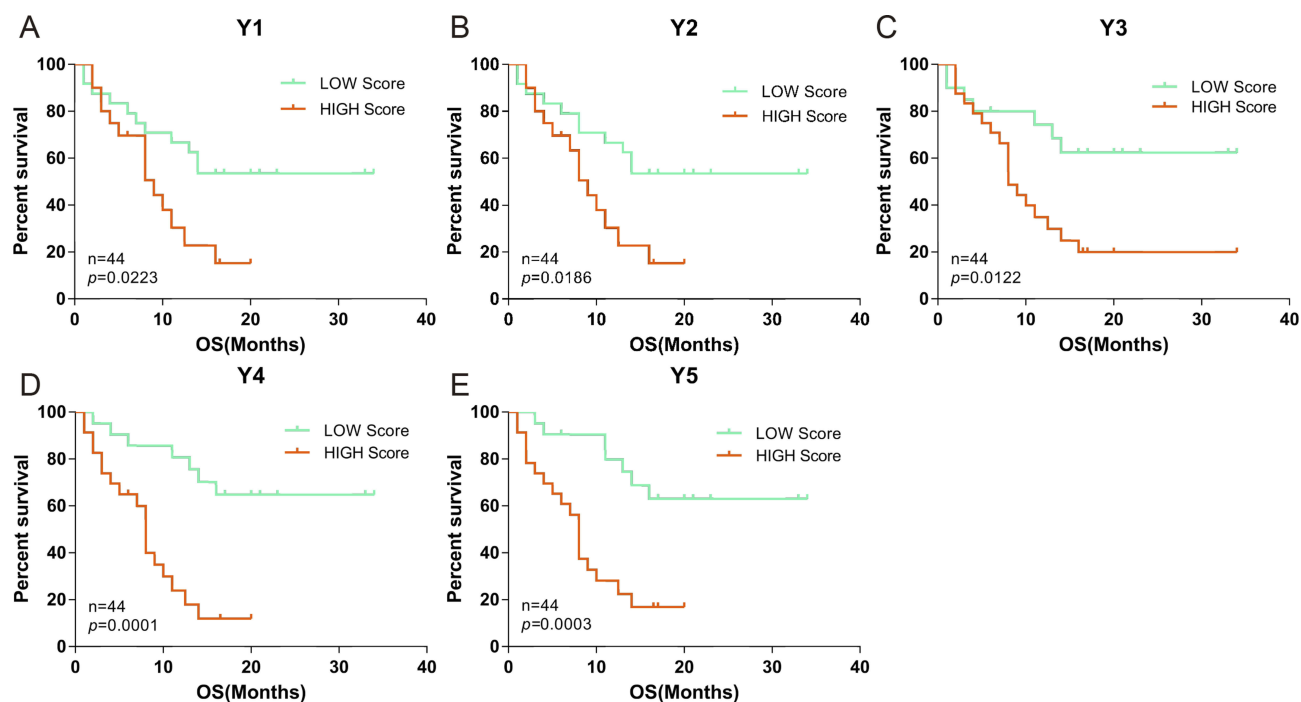 A
Y1
Percent survival
100
80
60
40
20
0
LOW Score
HIGH Score
n=44
p=0.0223
0 10 20 30 40
OS(Months)
B
Y2
Percent survival
100
80
60
40
20
0
LOW Score
HIGH Score
n=44
p=0.0186
0 10 20 30 40
OS(Months)
C
Y3
Percent survival
100
80
60
40
20
0
LOW Score
HIGH Score
n=44
p=0.0122
0 10 20 30 40
OS(Months)
D
Y4
Percent survival
100
80
60
40
20
0
LOW Score
HIGH Score
n=44
p=0.0001
0 10 20 30 40
OS(Months)
E
Y5
Percent survival
100
80
60
40
20
0
LOW Score
HIGH Score
n=44
p=0.0003
0 10 20 30 40
OS(Months)